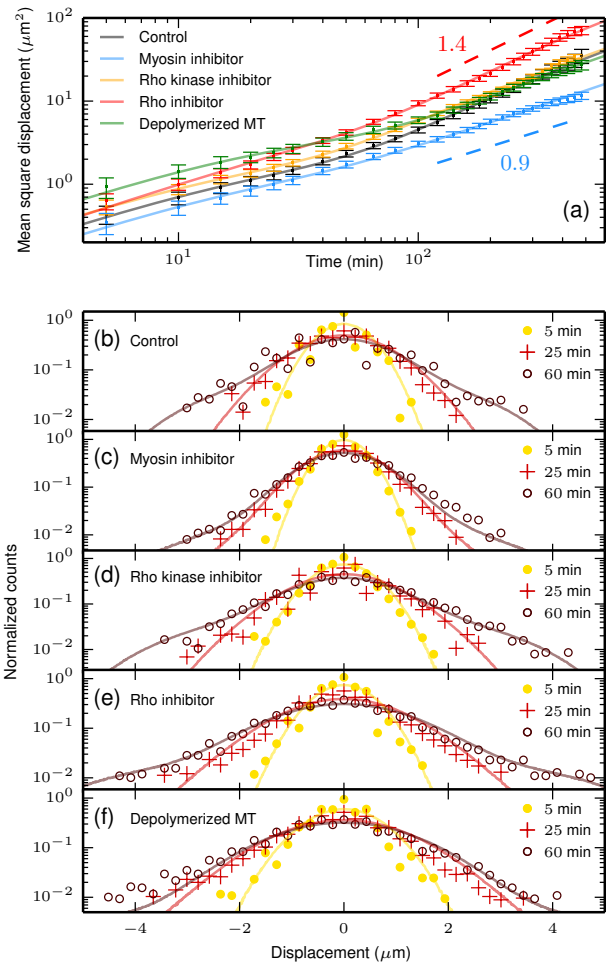 Mean square displacement (μm²)
10²
10¹
10⁰
Control
Myosin inhibitor
Rho kinase inhibitor
Rho inhibitor
Depolymerized MT
1.4
0.9
(a)
10¹ 10²
Time (min)
Normalized counts
(b) Control
10⁰
10⁻¹
10⁻²
5 min
25 min
60 min
(c) Myosin inhibitor
10⁰
10⁻¹
10⁻²
5 min
25 min
60 min
(d) Rho kinase inhibitor
10⁰
10⁻¹
10⁻²
5 min
25 min
60 min
(e) Rho inhibitor
10⁰
10⁻¹
10⁻²
5 min
25 min
60 min
(f) Depolymerized MT
10⁰
10⁻¹
10⁻²
5 min
25 min
60 min
−4 −2 0 2 4
Displacement (μm)